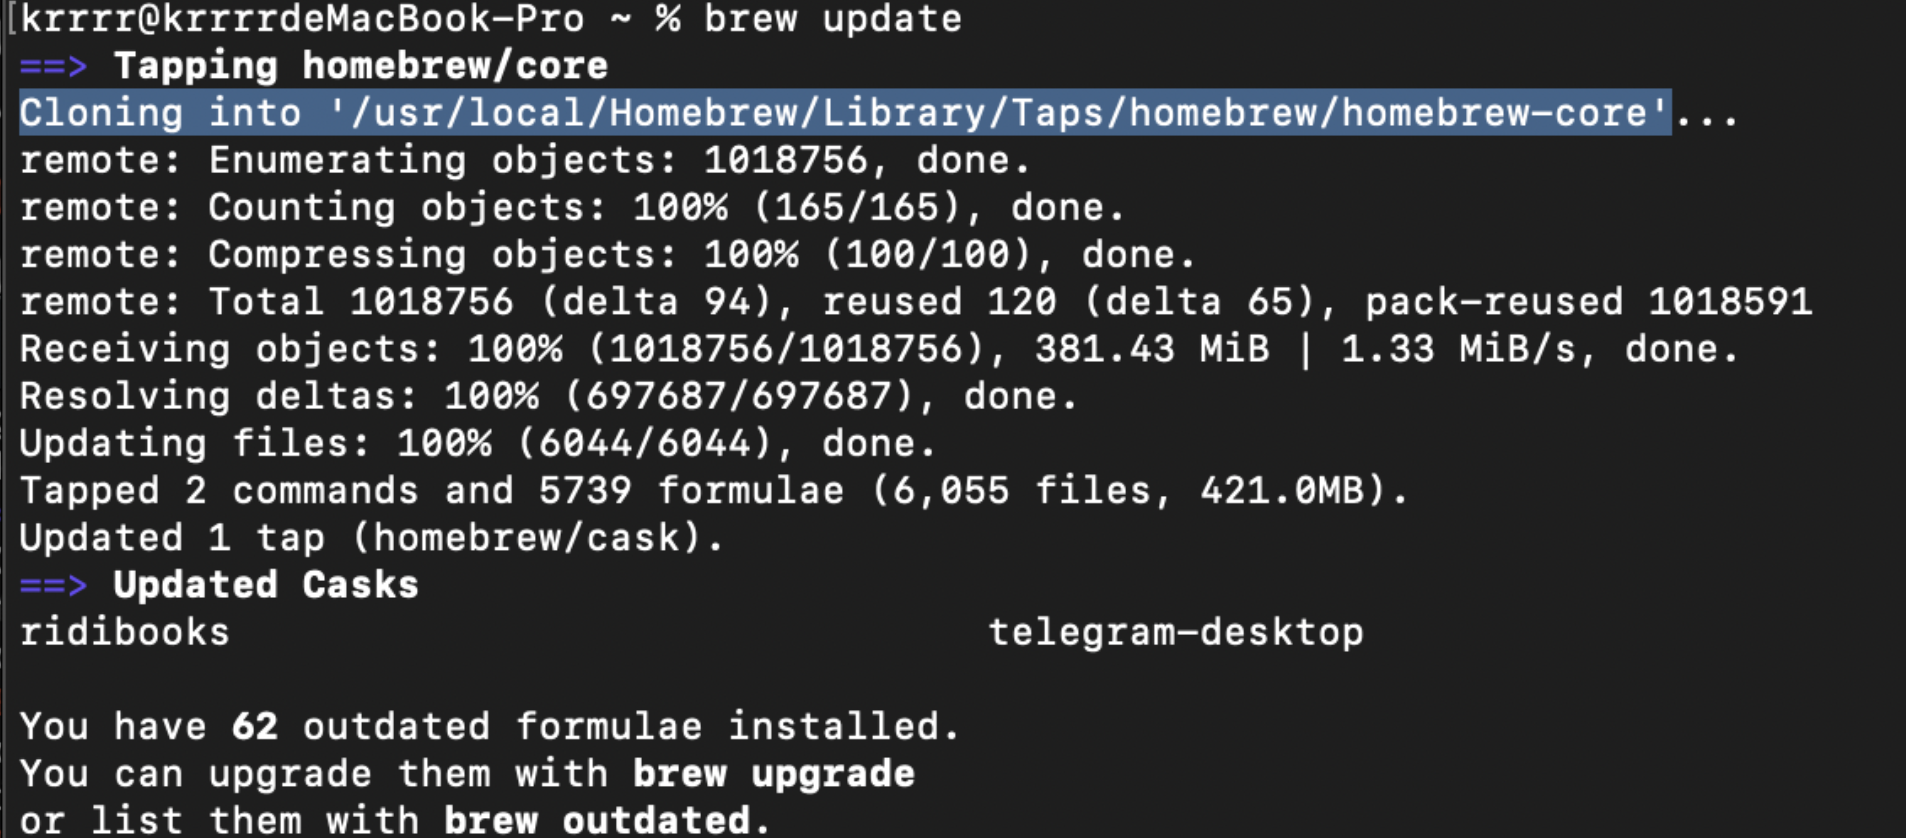 [krrrr@krrrrdeMacBook-Pro ~ % brew update
==> Tapping homebrew/core
Cloning into '/usr/local/Homebrew/Library/Taps/homebrew/homebrew-core'...
remote: Enumerating objects: 1018756, done.
remote: Counting objects: 100% (165/165), done.
remote: Compressing objects: 100% (100/100), done.
remote: Total 1018756 (delta 94), reused 120 (delta 65), pack-reused 1018591
Receiving objects: 100% (1018756/1018756), 381.43 MiB | 1.33 MiB/s, done.
Resolving deltas: 100% (697687/697687), done.
Updating files: 100% (6044/6044), done.
Tapped 2 commands and 5739 formulae (6,055 files, 421.0MB).
Updated 1 tap (homebrew/cask).
==> Updated Casks
ridibooks telegram-desktop
You have 62 outdated formulae installed.
You can upgrade them with brew upgrade
or list them with brew outdated.